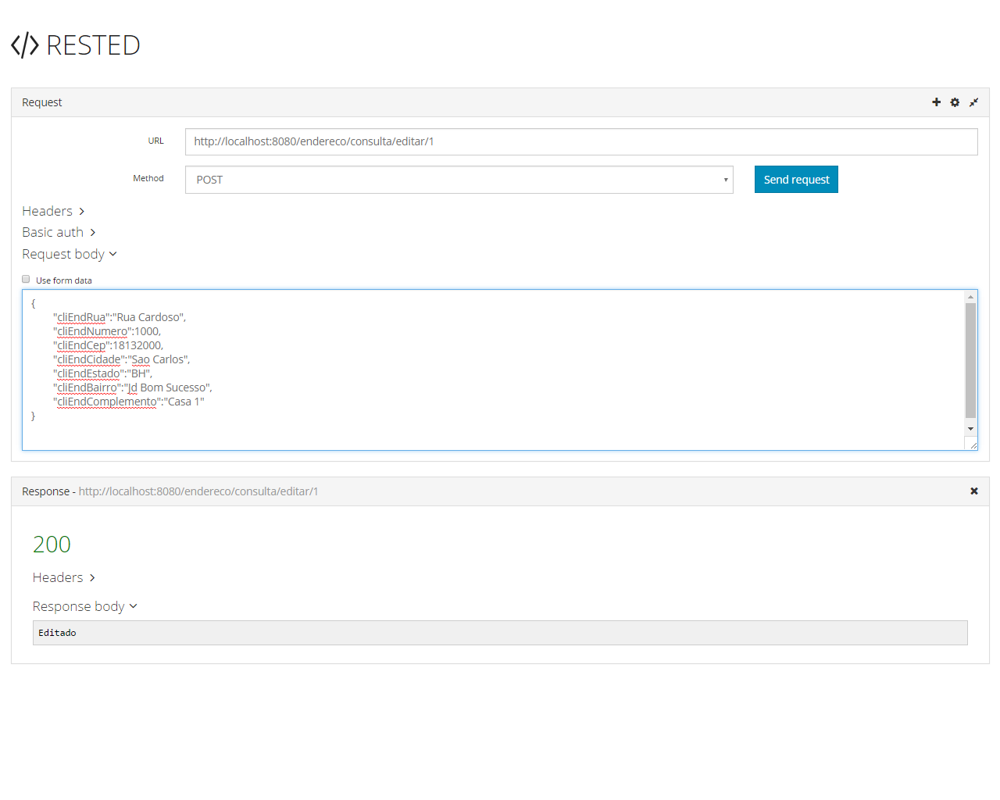 </> RESTED
Request
URL
http://localhost:8080/endereco/consulta/editar/1
Method
POST
Send request
Headers
Basic auth
Request body
Use form data
{
"cliEndRua":"Rua Cardoso",
"cliEndNumero":1000,
"cliEndCep":18132000,
"cliEndCidade":"Sao Carlos",
"cliEndEstado":"BH",
"cliEndBairro":"Jd Bom Sucesso",
"cliEndComplemento":"Casa 1"
}
Response - http://localhost:8080/endereco/consulta/editar/1
200
Headers
Response body
Editado